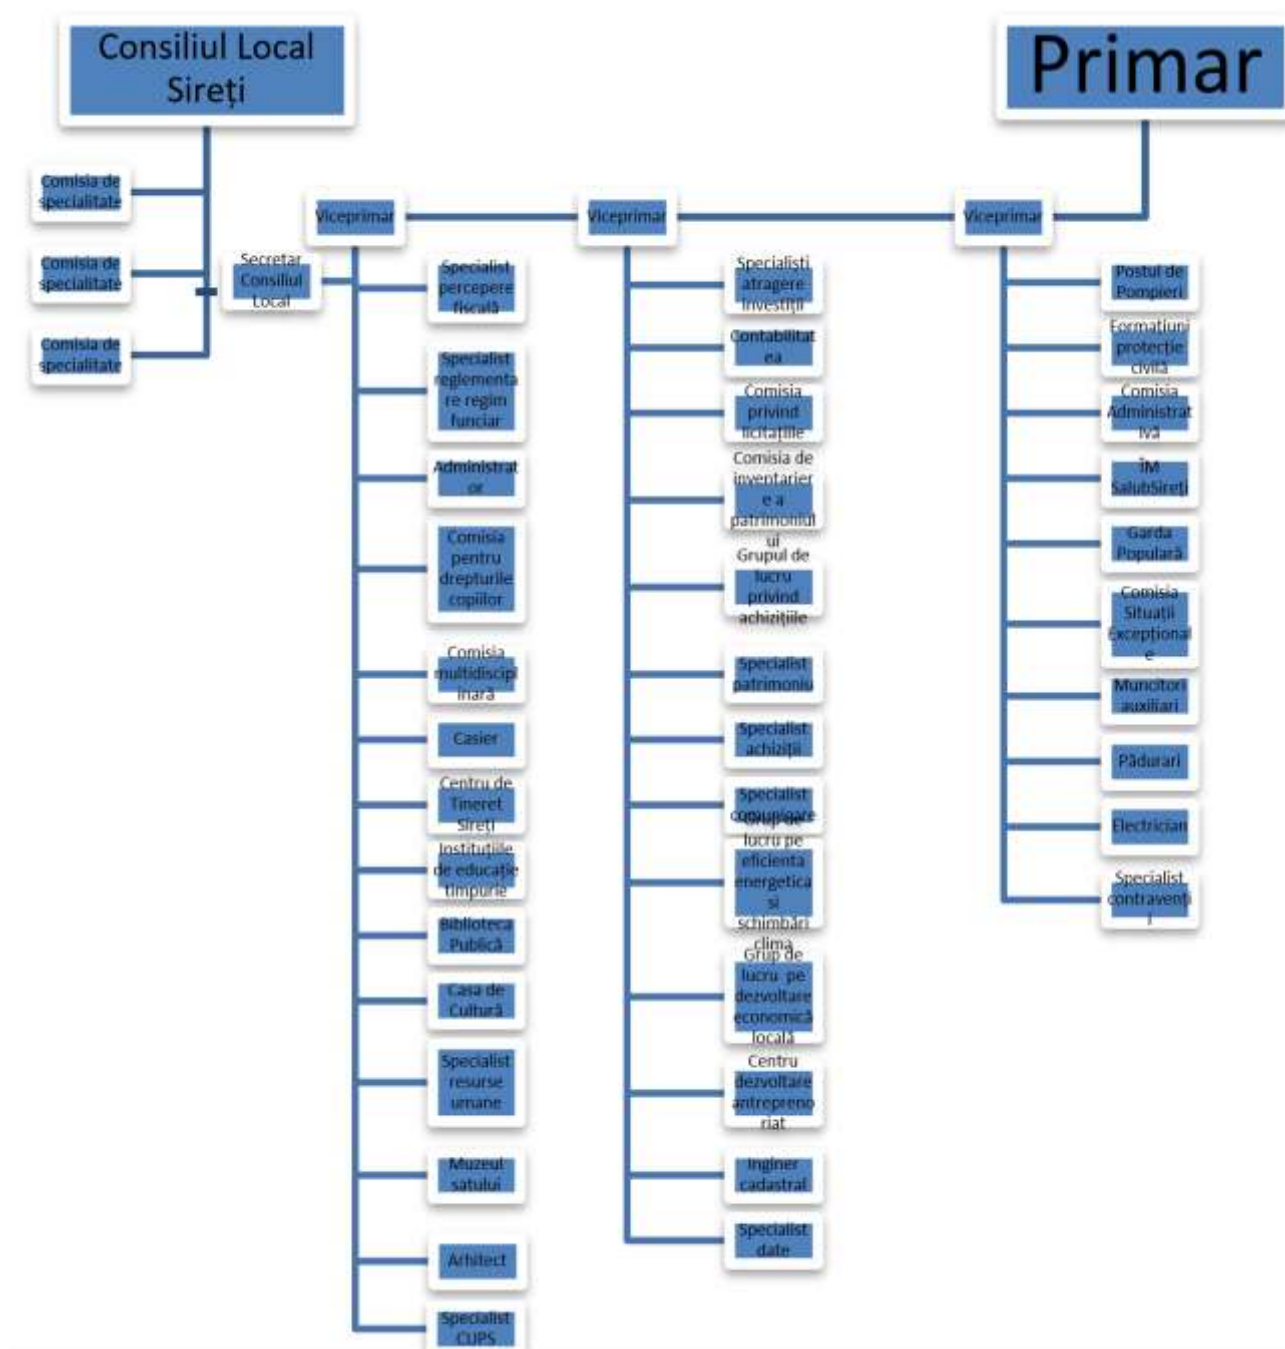 Consiliul Local
Sireți
Primar
Comisia de
specialitate
Comisia de
specialitate
Comisia de
specialitate
Secretar
Consiliul
Local
Viceprimar
Specialist
percepere
fiscală
Specialist
reglementa
re regim
funciar
Administrat
or
Comisia
pentru
drepturile
copiilor
Comisia
multidiscipl
inară
Casier
Centru de
Tineret
Sireți
Instituțiile
de educație
timpurie
Biblioteca
Publică
Casa de
Cultură
Specialist
resurse
umane
Muzeul
satului
Arhitect
Specialist
CUPS
Viceprimar
Specialiști
atragere
investiții
Contabilitat
ea
Comisia
privind
licitațiile
Comisia de
inventarier
e a
patrimoniul
ui
Grupul de
lucru
privind
achizițiile
Specialist
patrimoniu
Specialist
achiziții
Specialist
comunicare
Grup de
lucru pe
eficienta
energetica
si
schimbări
clima
Grup de
lucru pe
dezvoltare
economică
locală
Centru
dezvoltare
antrepreno
riat
Inginer
cadastral
Specialist
date
Viceprimar
Postul de
Pompieri
Formațiuni
protecție
civilă
Comisia
Administrat
ivă
ÎM
SalubSireți
Garda
Populară
Comisia
Situații
Excepțional
e
Muncitori
auxiliari
Pădurari
Electrician
Specialist
contravenți
i